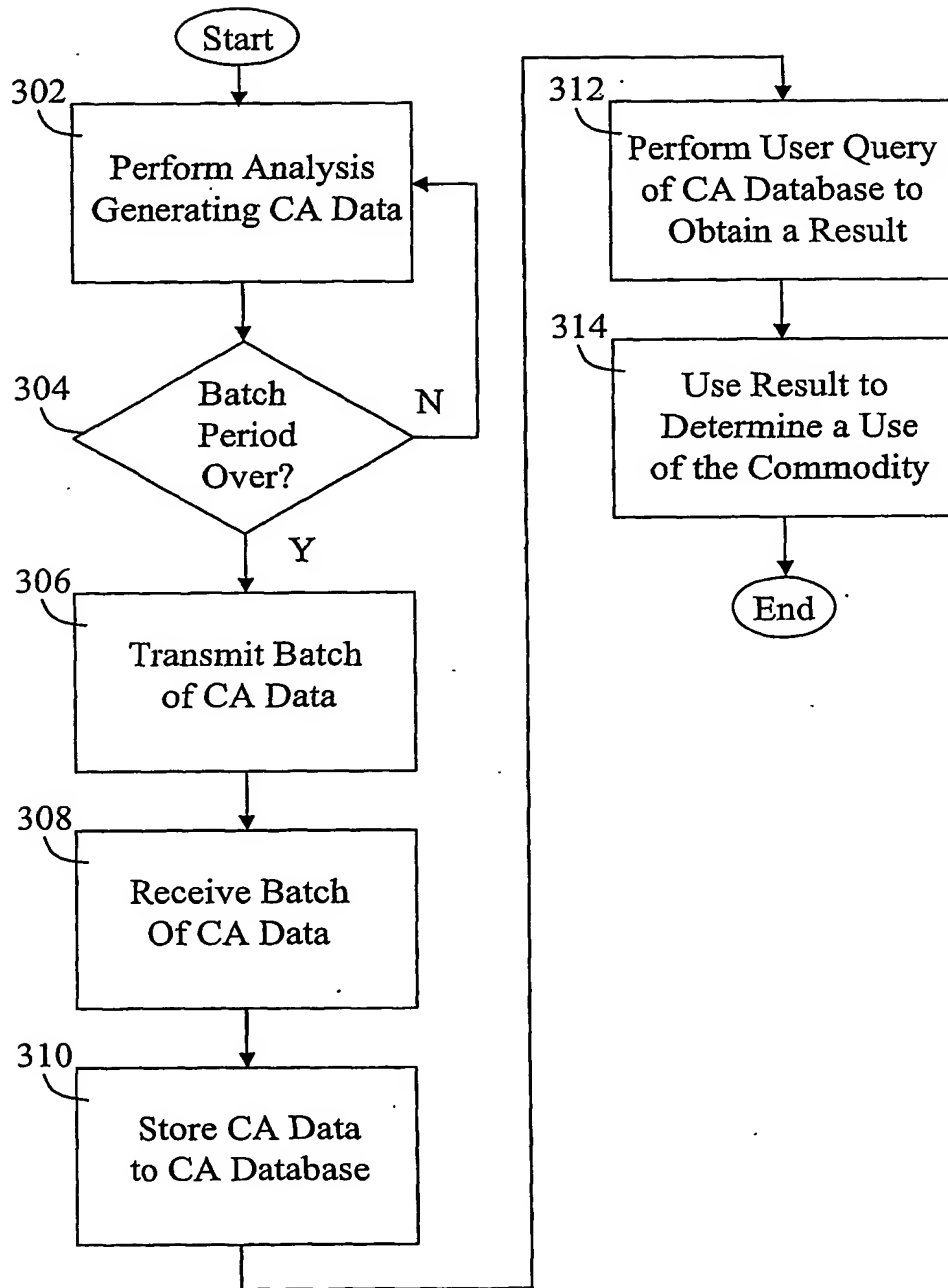 Start
302
Perform Analysis
Generating CA Data
304
Batch
Period
Over?
N
Y
306
Transmit Batch
of CA Data
308
Receive Batch
Of CA Data
310
Store CA Data
to CA Database
312
Perform User Query
of CA Database to
Obtain a Result
314
Use Result to
Determine a Use
of the Commodity
End